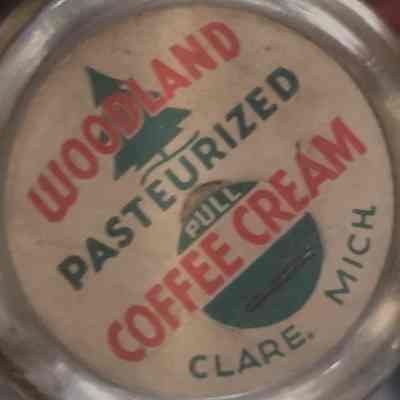 WOODLAND
PASTEURIZED
PULL
COFFEE CREAM
CLARE. MICH.